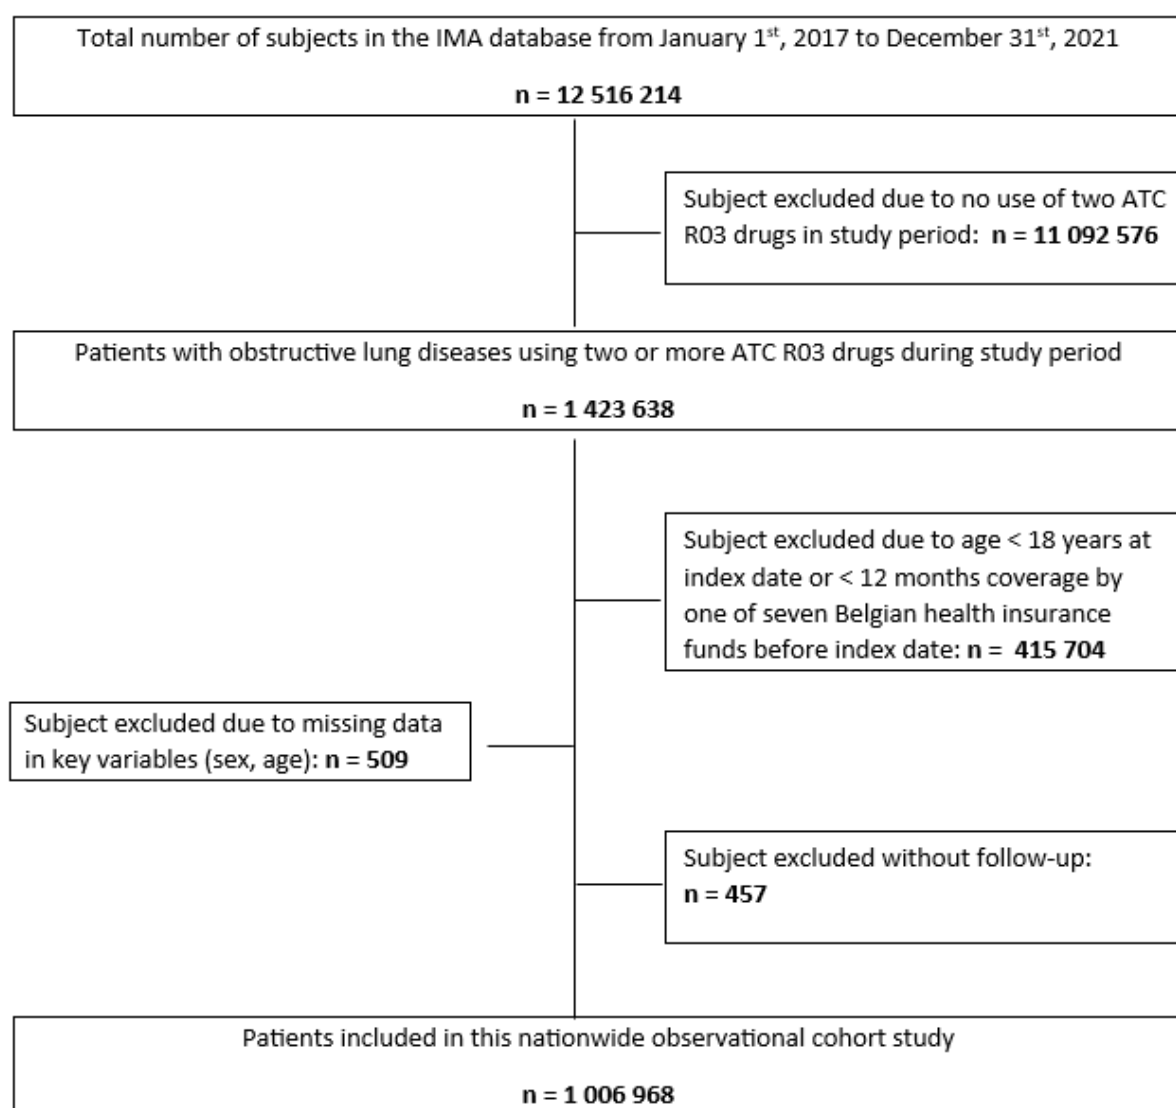 Total number of subjects in the IMA database from January 1st, 2017 to December 31st, 2021
n = 12 516 214
Subject excluded due to no use of two ATC
R03 drugs in study period: n = 11 092 576
Patients with obstructive lung diseases using two or more ATC R03 drugs during study period
n = 1 423 638
Subject excluded due to age < 18 years at
index date or < 12 months coverage by
one of seven Belgian health insurance
funds before index date: n = 415 704
Subject excluded due to missing data
in key variables (sex, age): n = 509
Subject excluded without follow-up:
n = 457
Patients included in this nationwide observational cohort study
n = 1 006 968